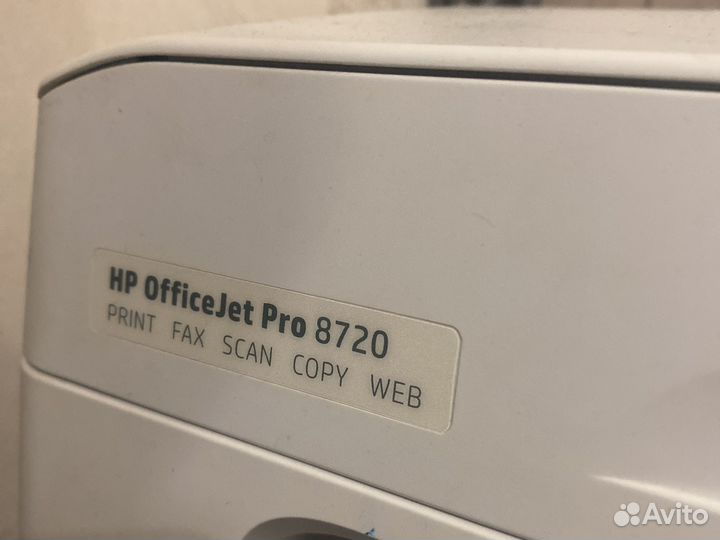 HP OfficeJet Pro 8720
PRINT FAX SCAN COPY WEB
Avito